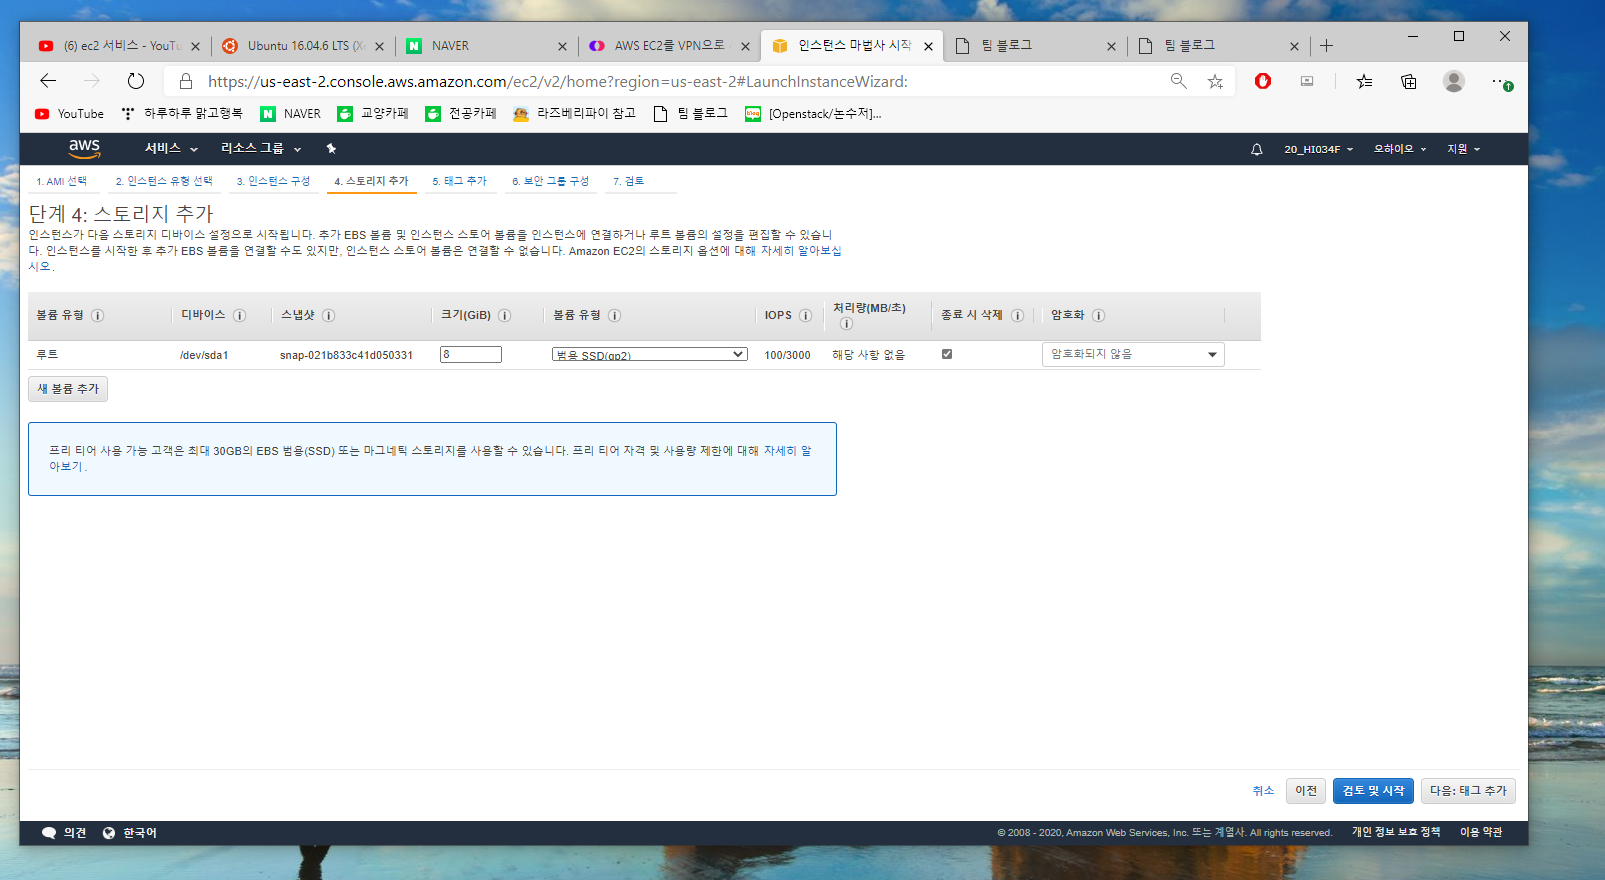 (6) ec2 서비스 - YouTu
Ubuntu 16.04.6 LTS (Xe
NAVER
AWS EC2를 VPN으로
인스턴스 마법사 시작
팀 블로그
팀 블로그
https://us-east-2.console.aws.amazon.com/ec2/v2/home?region=us-east-2#LaunchInstanceWizard:
YouTube 하루하루 맑고행복 NAVER 교양카페 전공카페 라즈베리파이 참고 팀 블로그 [Openstack/논수저]...
aws 서비스 리소스 그룹 20_HI034F 오하이오 지원
1. AMI 선택 2. 인스턴스 유형 선택 3. 인스턴스 구성 4. 스토리지 추가 5. 태그 추가 6. 보안 그룹 구성 7. 검토
단계 4: 스토리지 추가
인스턴스가 다음 스토리지 디바이스 설정으로 시작됩니다. 추가 EBS 볼륨 및 인스턴스 스토어 볼륨을 인스턴스에 연결하거나 루트 볼륨의 설정을 편집할 수 있습니
다. 인스턴스를 시작한 후 추가 EBS 볼륨을 연결할 수도 있지만, 인스턴스 스토어 볼륨은 연결할 수 없습니다. Amazon EC2의 스토리지 옵션에 대해 자세히 알아보십
시오.
볼륨 유형 디바이스 스냅샷 크기(GiB) 볼륨 유형 IOPS 처리량(MB/초) 종료 시 삭제 암호화
루트 /dev/sda1 snap-021b833c41d050331 8 범용 SSD(gp2) 100/3000 해당 사항 없음 암호화되지 않음
새 볼륨 추가
프리 티어 사용 가능 고객은 최대 30GB의 EBS 범용(SSD) 또는 마그네틱 스토리지를 사용할 수 있습니다. 프리 티어 자격 및 사용량 제한에 대해 자세히 알
아보기.
취소 이전 검토 및 시작 다음: 태그 추가
의견 한국어 © 2008 - 2020, Amazon Web Services, Inc. 또는 계열사. All rights reserved. 개인 정보 보호 정책 이용 약관